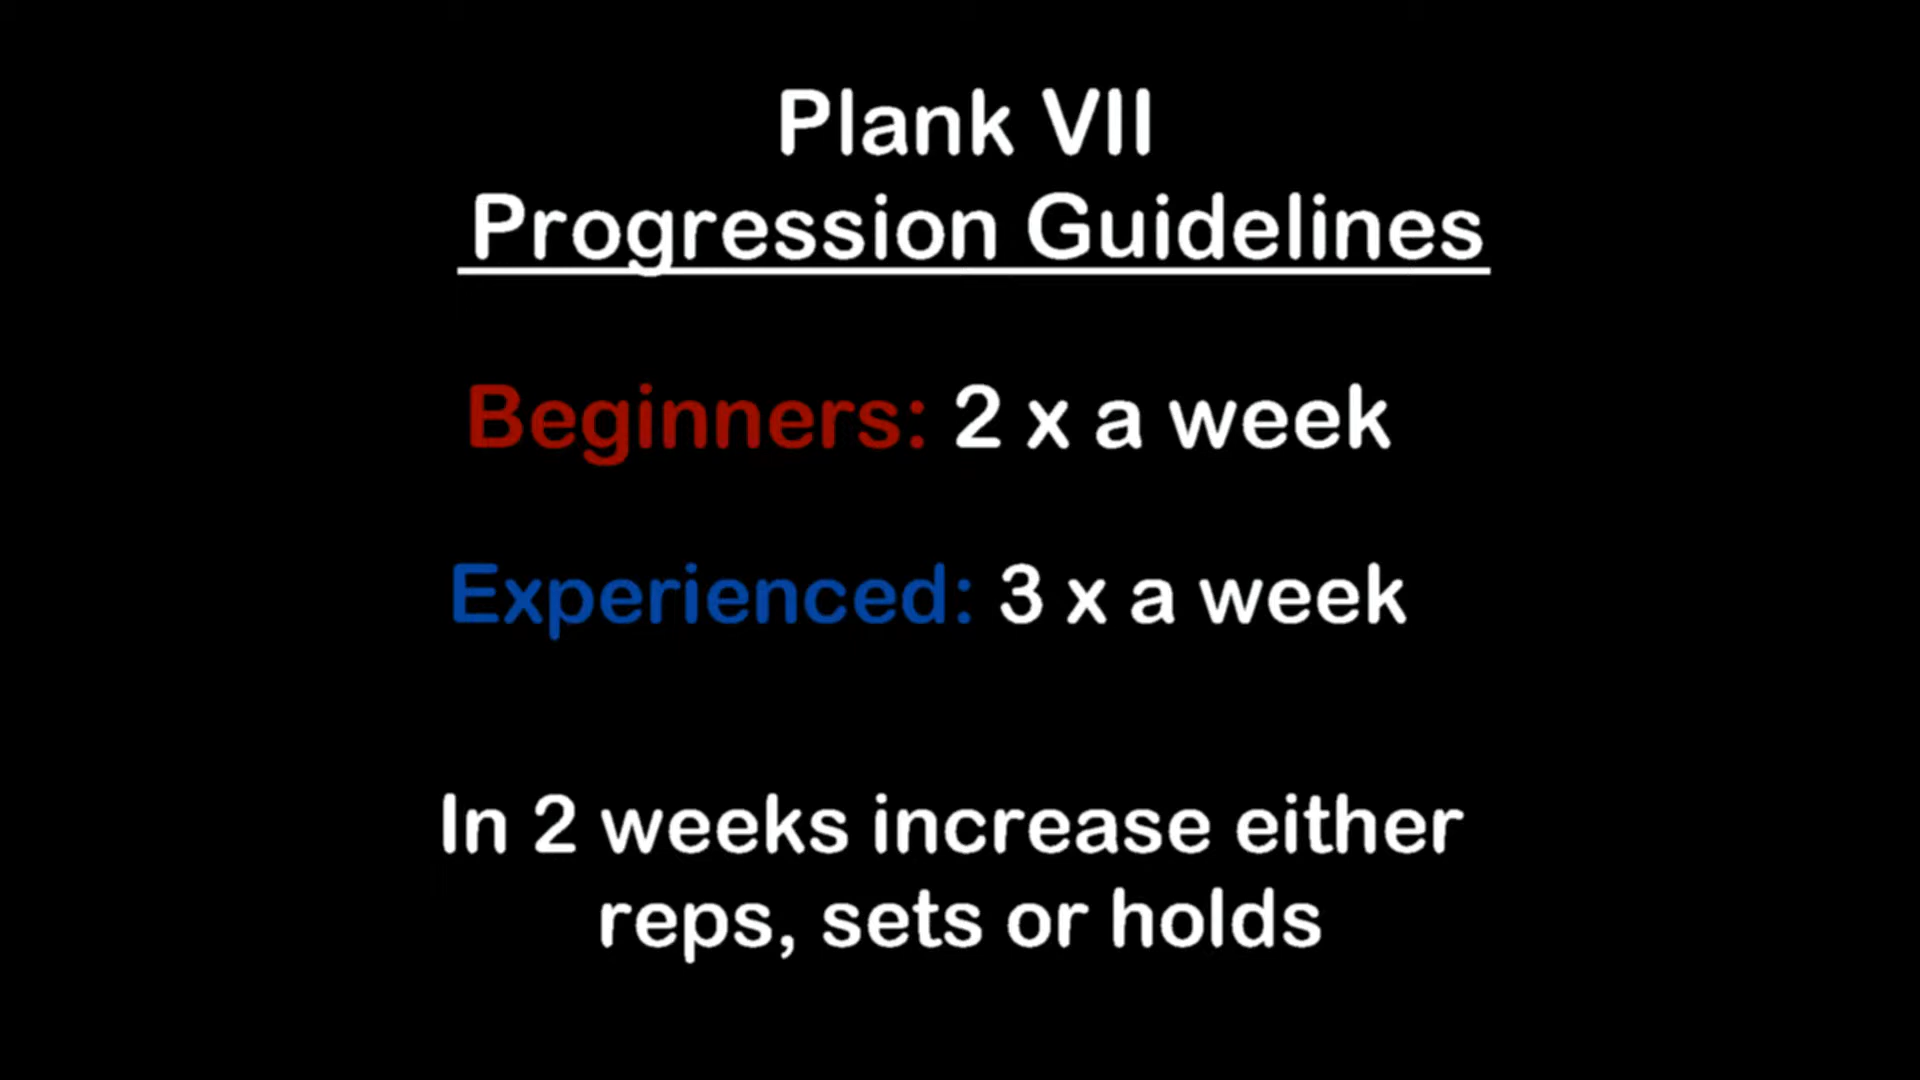 Plank VII
Progression Guidelines
Beginners: 2 x a week
Experienced: 3 x a week
In 2 weeks increase either
reps, sets or holds